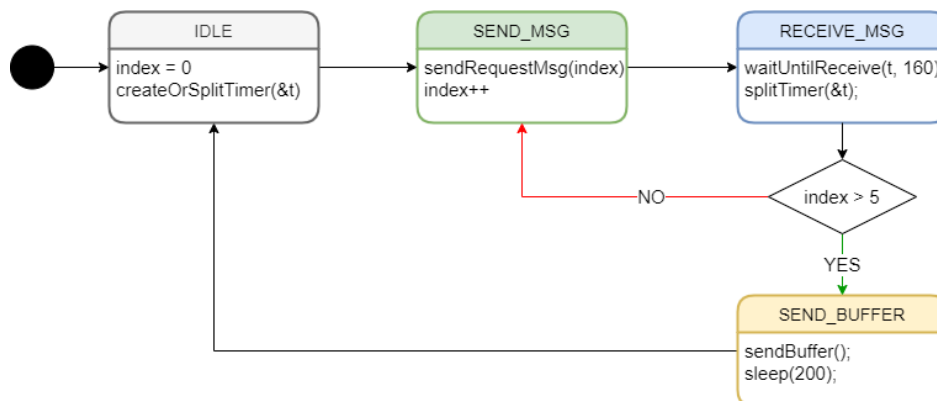 IDLE
index = 0
createOrSplitTimer(&t)
SEND_MSG
sendRequestMsg(index)
index++
RECEIVE_MSG
waitUntilReceive(t, 160)
splitTimer(&t);
index > 5
NO
YES
SEND_BUFFER
sendBuffer();
sleep(200);